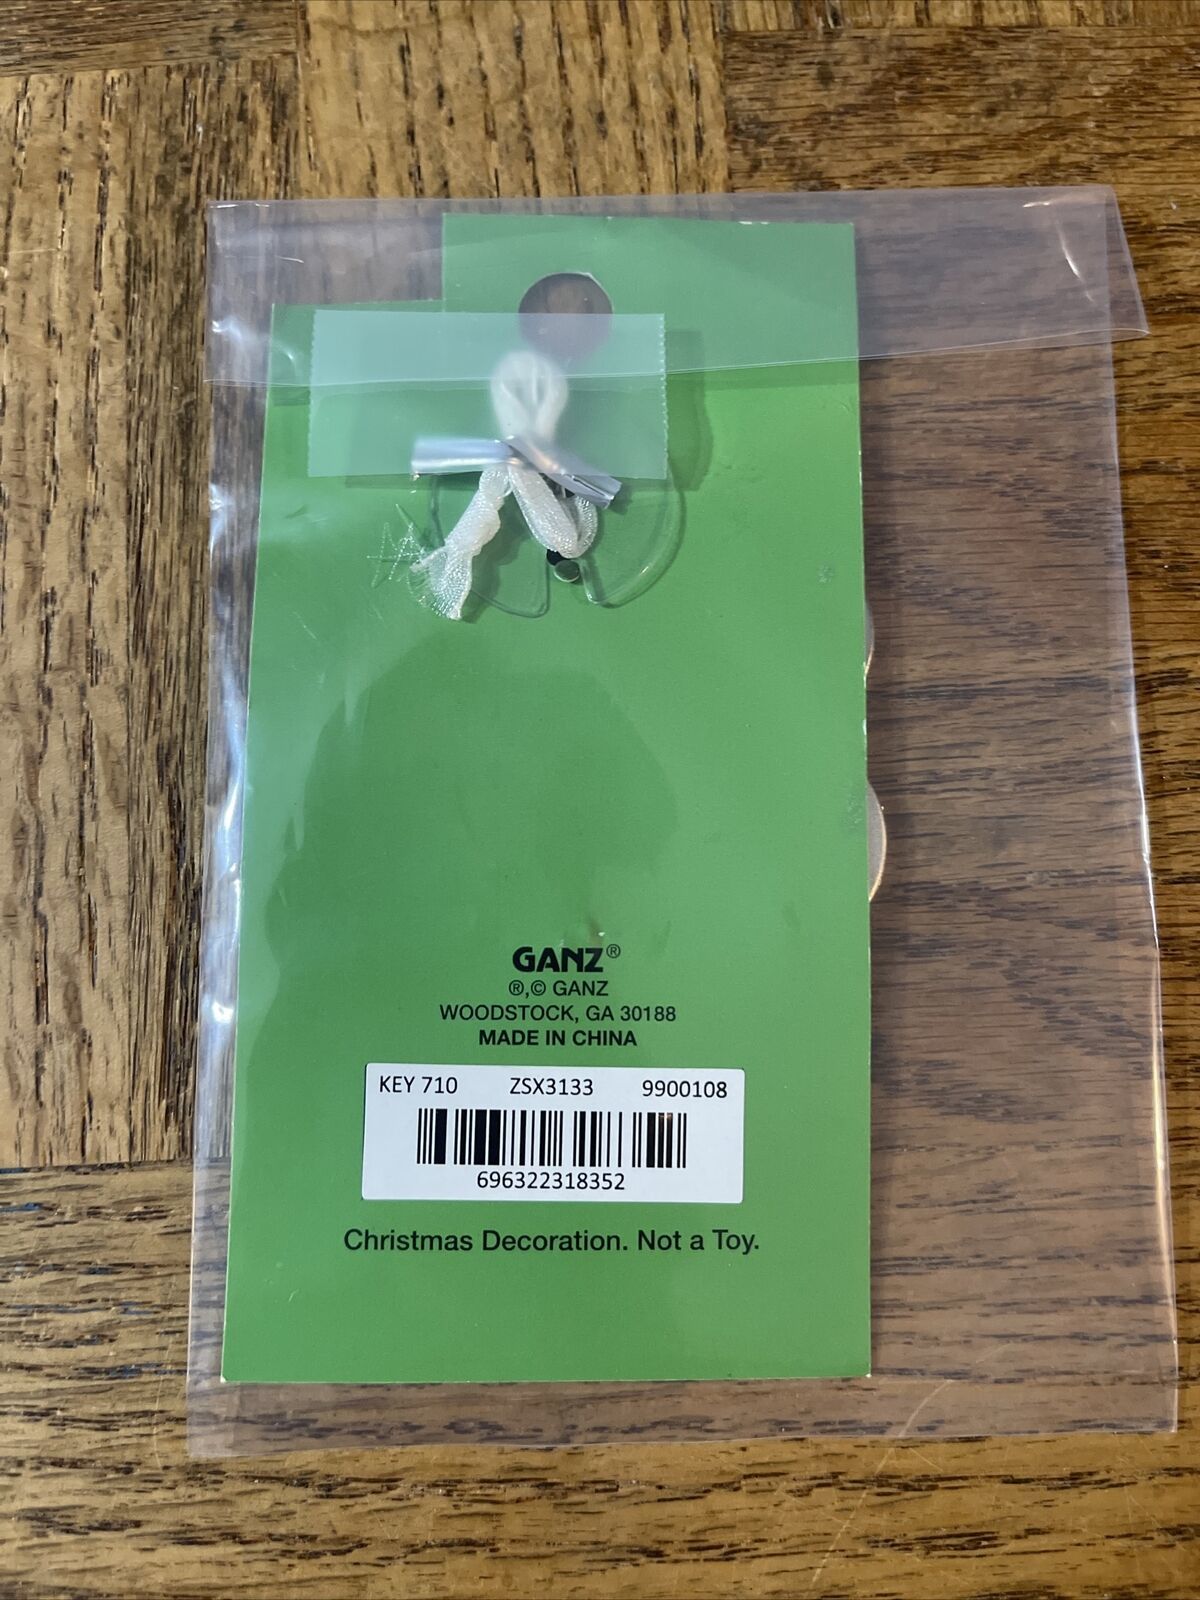 GANZ®
®,© GANZ
WOODSTOCK, GA 30188
MADE IN CHINA
KEY 710 ZSX3133 9900108
696322318352
Christmas Decoration. Not a Toy.